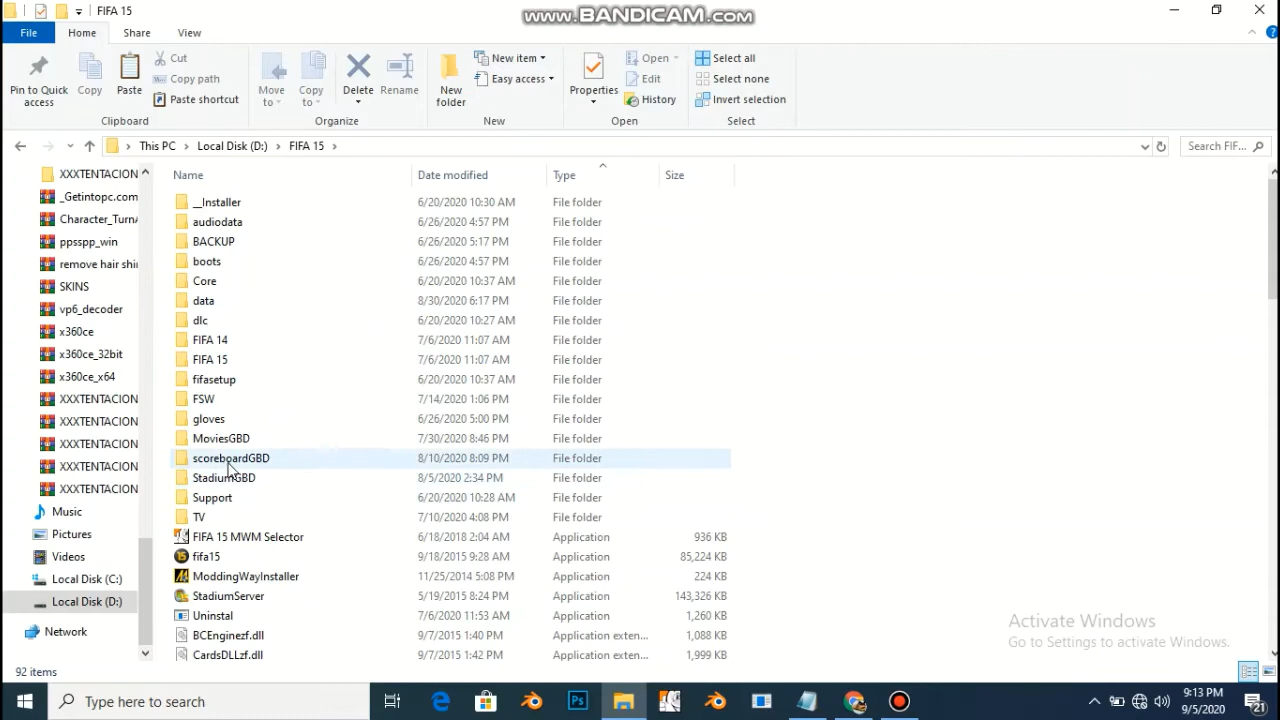 FIFA 15
www.BANDICAM.com
File Home Share View
Pin to Quick access
Copy
Paste
Cut
Copy path
Paste shortcut
Move to
Copy to
Delete
Rename
New folder
New item
Easy access
Properties
Open
Edit
History
Select all
Select none
Invert selection
Clipboard Organize New Open Select
This PC Local Disk (D:) FIFA 15
Search FIF...
Name Date modified Type Size
XXXTENTACION
_Getintopc.com
Character_TurnA
ppsspp_win
remove hair shi
SKINS
vp6_decoder
x360ce
x360ce_32bit
x360ce_x64
XXXTENTACION
XXXTENTACION
XXXTENTACION
XXXTENTACION
XXXTENTACION
Music
Pictures
Videos
Local Disk (C:)
Local Disk (D:)
Network
__Installer 6/20/2020 10:30 AM File folder
audiodata 6/26/2020 4:57 PM File folder
BACKUP 6/26/2020 5:17 PM File folder
boots 6/26/2020 4:57 PM File folder
Core 6/20/2020 10:37 AM File folder
data 8/30/2020 6:17 PM File folder
dlc 6/20/2020 10:27 AM File folder
FIFA 14 7/6/2020 11:07 AM File folder
FIFA 15 7/6/2020 11:07 AM File folder
fifasetup 6/20/2020 10:37 AM File folder
FSW 7/14/2020 1:06 PM File folder
gloves 6/26/2020 5:00 PM File folder
MoviesGBD 7/30/2020 8:46 PM File folder
scoreboardGBD 8/10/2020 8:09 PM File folder
StadiumGBD 8/5/2020 2:34 PM File folder
Support 6/20/2020 10:28 AM File folder
TV 7/10/2020 4:08 PM File folder
FIFA 15 MWM Selector 6/18/2018 2:04 AM Application 936 KB
fifa15 9/18/2015 9:28 AM Application 85,224 KB
ModdingWayInstaller 11/25/2014 5:08 PM Application 224 KB
StadiumServer 5/19/2015 8:24 PM Application 143,326 KB
Uninstal 7/6/2020 11:53 AM Application 1,260 KB
BCEnginezf.dll 9/7/2015 1:40 PM Application exten... 1,088 KB
CardsDLLzf.dll 9/7/2015 1:42 PM Application exten... 1,999 KB
Activate Windows
Go to Settings to activate Windows.
92 items
Type here to search
Ps
9:13 PM
9/5/2020
21